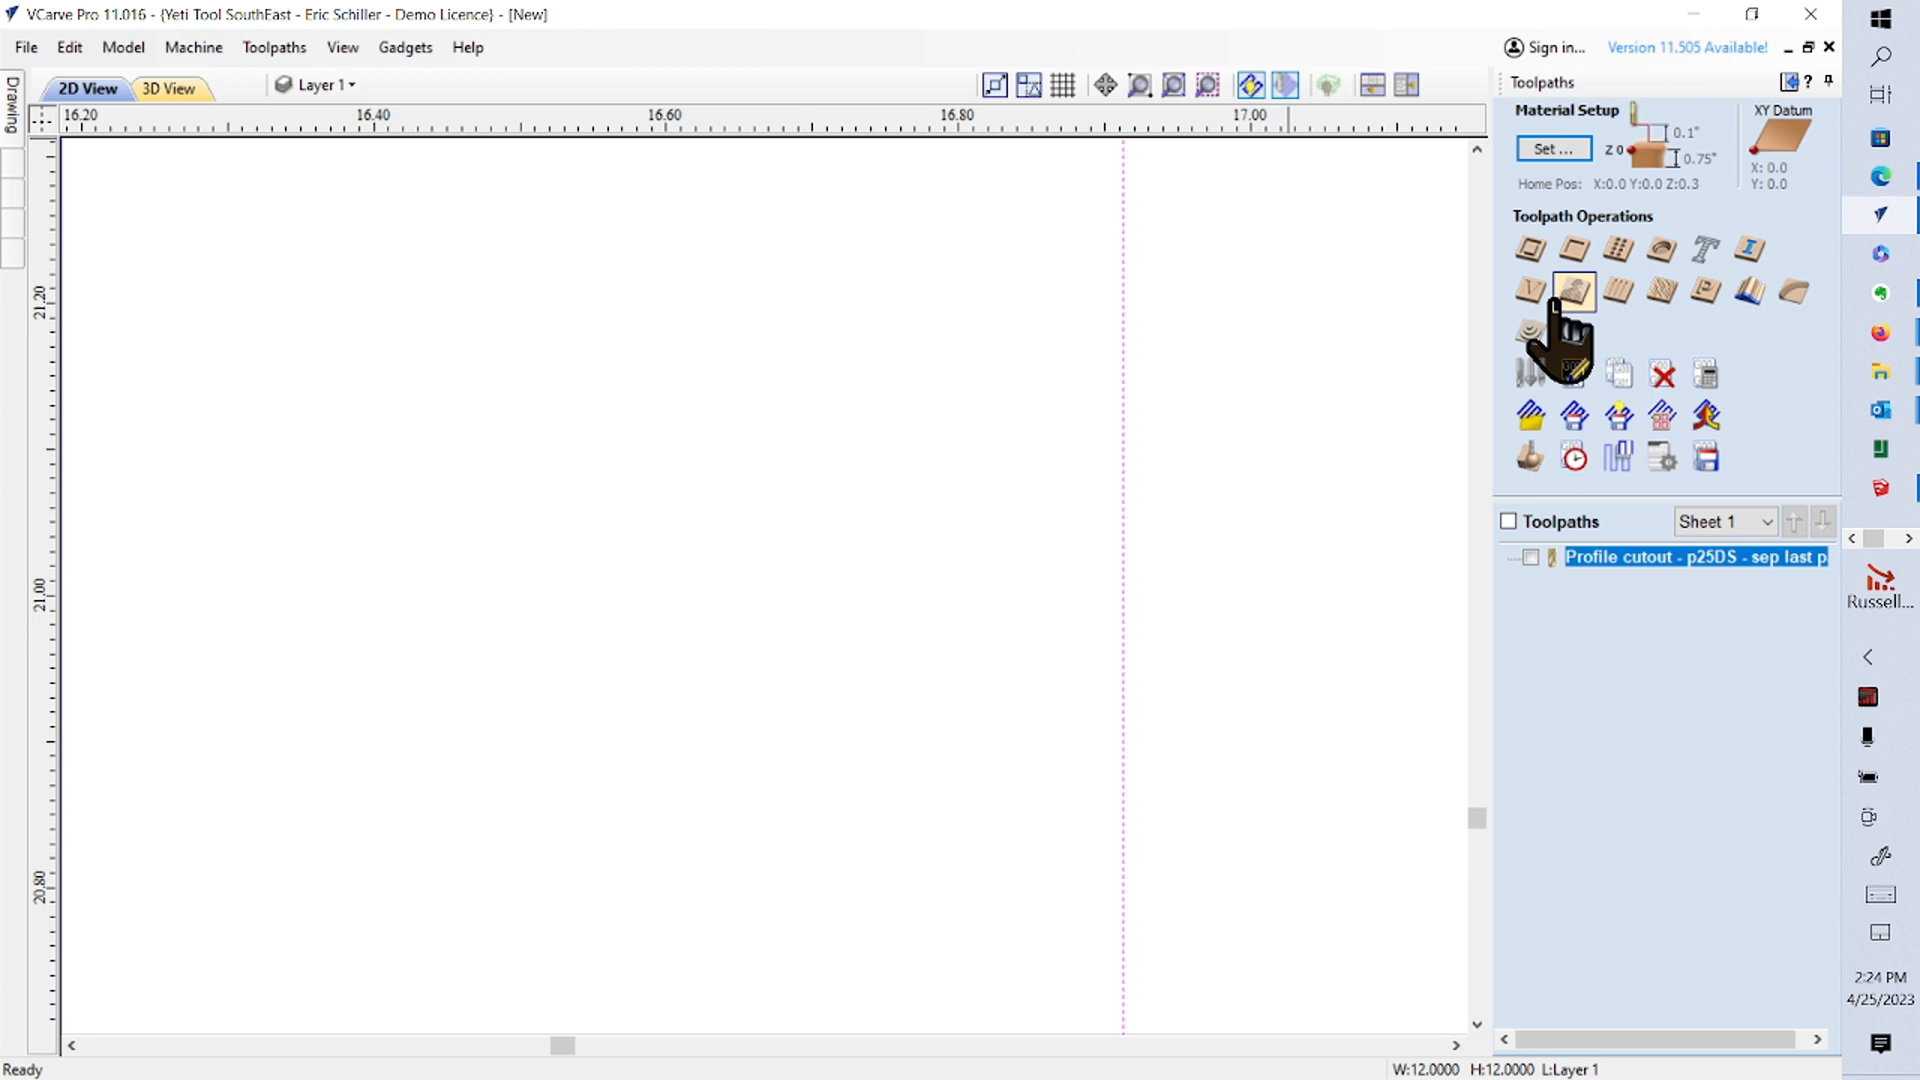 VCarve Pro 11.016 - {Yeti Tool SouthEast - Eric Schiller - Demo Licence} - [New]
File Edit Model Machine Toolpaths View Gadgets Help
Sign in... Version 11.505 Available!
Drawing
2D View 3D View Layer 1
16.20 16.40 16.60 16.80 17.00
21.20
21.00
20.80
Toolpaths
Material Setup
XY Datum
Set ...
Z 0
0.1"
0.75"
X: 0.0
Y: 0.0
Home Pos: X:0.0 Y:0.0 Z:0.3
Toolpath Operations
Toolpaths Sheet 1
Profile cutout - p25DS - sep last p
Russell...
2:24 PM
4/25/2023
Ready
W:12.0000 H:12.0000 L:Layer 1